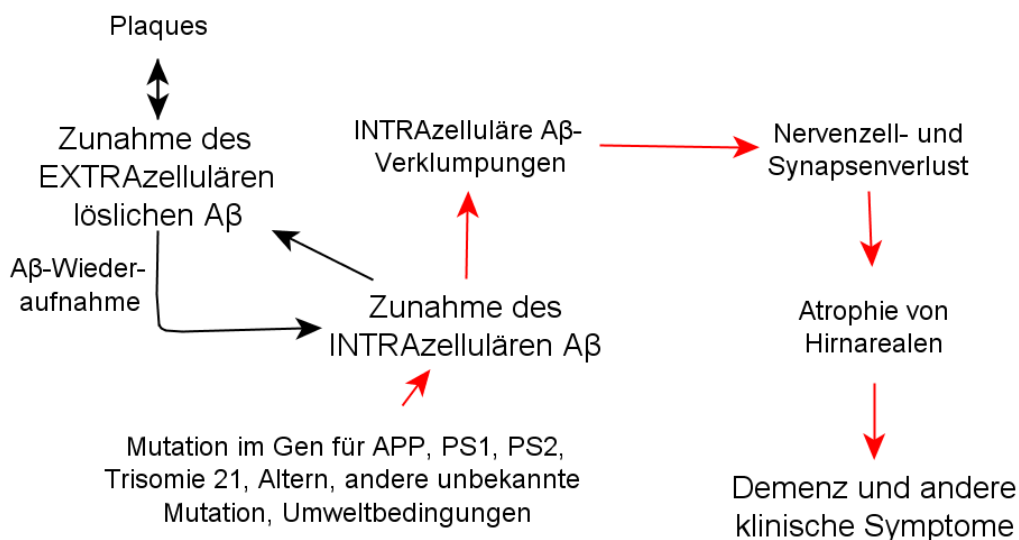 Plaques
Zunahme des
EXTRAzellulären
löslichen Aβ
Aβ-Wieder-
aufnahme
INTRAzelluläre Aβ-
Verklumpungen
Nervenzell- und
Synapsenverlust
Zunahme des
INTRAzellulären Aβ
Atrophie von
Hirnarealen
Mutation im Gen für APP, PS1, PS2,
Trisomie 21, Altern, andere unbekannte
Mutation, Umweltbedingungen
Demenz und andere
klinische Symptome